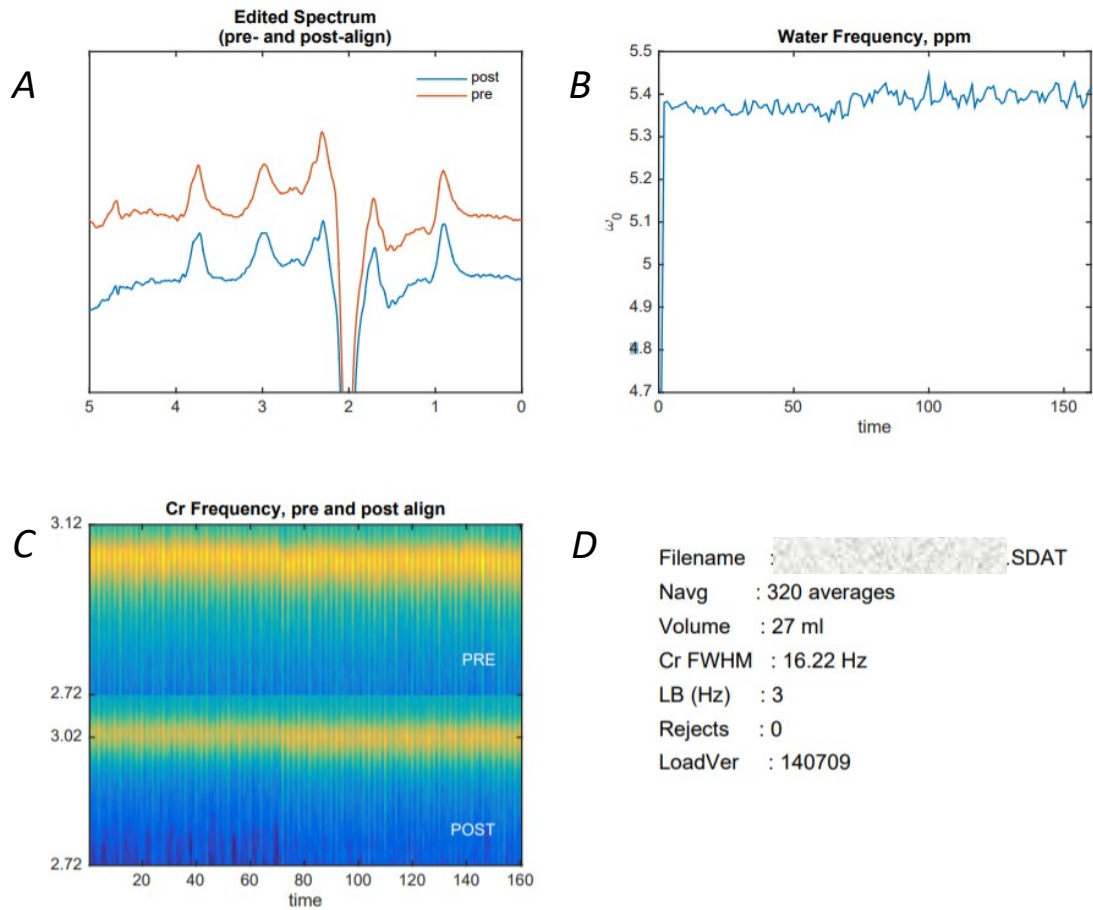 A
Edited Spectrum
(pre- and post-align)
post
pre
5 4 3 2 1 0
B
Water Frequency, ppm
5.5
5.4
5.3
5.2
5.1
5
4.9
4.8
4.7
ω0
0 50 100 150
time
C
Cr Frequency, pre and post align
3.12
PRE
2.72
3.02
POST
2.72
20 40 60 80 100 120 140 160
time
D
Filename : .SDAT
Navg : 320 averages
Volume : 27 ml
Cr FWHM : 16.22 Hz
LB (Hz) : 3
Rejects : 0
LoadVer : 140709